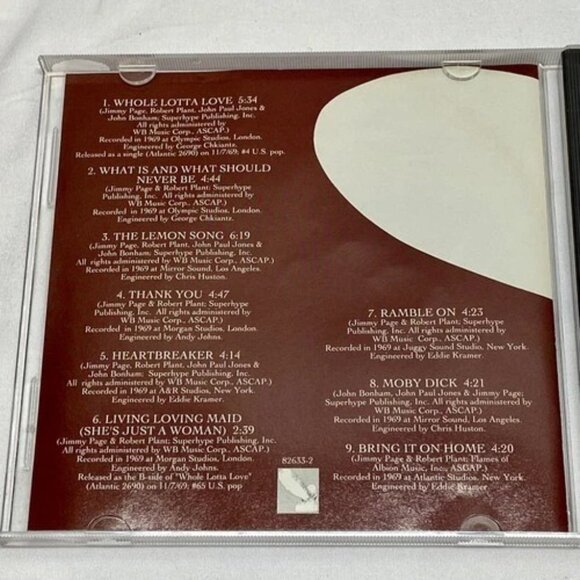 1. WHOLE LOTTA LOVE 5:34
(Jimmy Page, Robert Plant, John Paul Jones &
John Bonham; Superhype Publishing, Inc.
All rights administered by
WB Music Corp., ASCAP.)
Recorded in 1969 at Olympic Studios, London.
Engineered by George Chkiantz.
Released as a single (Atlantic 2690) on 11/7/69; #4 U.S. pop.
2. WHAT IS AND WHAT SHOULD
NEVER BE 4:44
(Jimmy Page & Robert Plant; Superhype
Publishing, Inc. All rights administered by
WB Music Corp., ASCAP.)
Recorded in 1969 at Olympic Studios, London.
Engineered by George Chkiantz.
3. THE LEMON SONG 6:19
(Jimmy Page, Robert Plant, John Paul Jones &
John Bonham; Superhype Publishing, Inc.
All rights administered by WB Music Corp., ASCAP.)
Recorded in 1969 at Mirror Sound, Los Angeles.
Engineered by Chris Huston.
4. THANK YOU 4:47
(Jimmy Page & Robert Plant; Superhype
Publishing, Inc. All rights administered by
WB Music Corp., ASCAP.)
Recorded in 1969 at Morgan Studios, London.
Engineered by Andy Johns.
5. HEARTBREAKER 4:14
(Jimmy Page, Robert Plant, John Paul Jones &
John Bonham; Superhype Publishing, Inc.
All rights administered by WB Music Corp., ASCAP.)
Recorded in 1969 at A&R Studios, New York.
Engineered by Eddie Kramer.
6. LIVING LOVING MAID
(SHE'S JUST A WOMAN) 2:39
(Jimmy Page & Robert Plant; Superhype Publishing, Inc.
All rights administered by WB Music Corp., ASCAP.)
Recorded in 1969 at Morgan Studios, London.
Engineered by Andy Johns.
Released as the B-side of "Whole Lotta Love"
(Atlantic 2690) on 11/7/69; #65 U.S. pop
7. RAMBLE ON 4:23
(Jimmy Page & Robert Plant; Superhype
Publishing, Inc. All rights administered by
WB Music Corp., ASCAP.)
Recorded in 1969 at Juggy Sound Studio, New York.
Engineered by Eddie Kramer
8. MOBY DICK 4:21
(John Bonham, John Paul Jones & Jimmy Page;
Superhype Publishing, Inc. All rights administered by
WB Music Corp., ASCAP.)
Recorded in 1969 at Mirror Sound, Los Angeles.
Engineered by Chris Huston.
9. BRING IT ON HOME 4:20
(Jimmy Page & Robert Plant; Flames of
Albion Music, Inc., ASCAP.)
Recorded in 1969 at Atlantic Studios, New York.
Engineered by Eddie Kramer.
82633-2